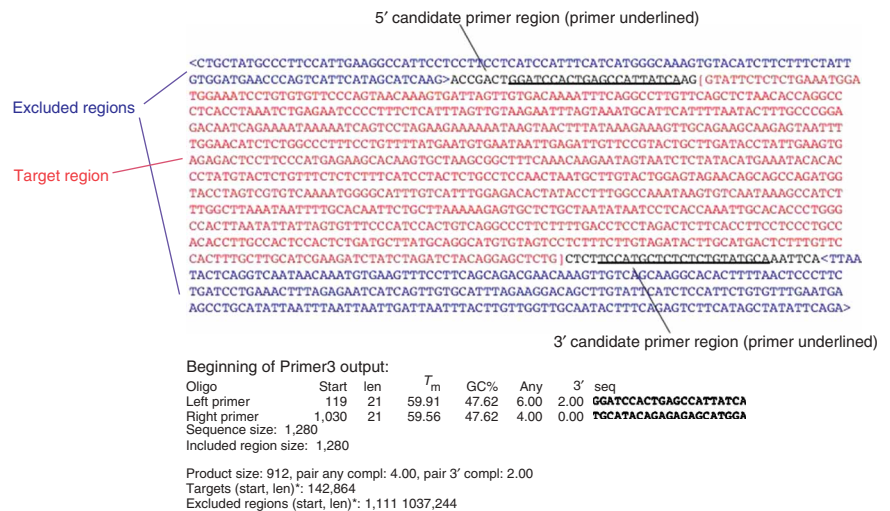 5′ candidate primer region (primer underlined)
<CTGCTATGCCCTTCCATTGAAGGCCATTCCTCCTTCCTCATCCATTTCATCATGGGCAAAGTGTACATCTTCTTTCTATT
GTGGATGAACCCAGTCATTCATAGCATCAAG>ACCGACTGGATCCACTGAGCCATTATCAAG[GTATTCTCTCTGAAATGGA
TGGAAATCCTGTGTGTTCCCAGTAACAAAGTGATTAGTTGTGACAAAATTTCAGGCCTTGTTCAGCTCTAACACCAGGCC
CTCACCTAAATCTGAGAATCCCCTTTCTCATTTAGTTGTAAGAATTTAGTAAATGCATTCATTTTAATACTTTGCCCGGA
Excluded regions
GACAATCAGAAAATAAAAATCAGTCCTAGAAGAAAAAATAAGTAACTTTATAAAGAAAGTTGCAGAAGCAAGAGTAATTT
TGGAACATCTCTGGCCCTTTCCTGTTTTATGAATGTGAATAATTGAGATTGTTCCGTACTGCTTGATACCTATTGAAGTG
AGAGACTCCTTCCCATGAGAAGCACAAGTGCTAAGCGGCTTTCAAACAAGAATAGTAATCTCTATACATGAAATACACAC
Target region
CCTATGTACTCTGTTTCTCTCTTTCATCCTACTCTGCCTCCAACTAATGCTTGTACTGGAGTAGAACAGCAGCCAGATGG
TACCTAGTCGTGTCAAAATGGGGCATTTGTCATTTGGAGACACTATACCTTTGGCCAAATAAGTGTCAATAAAGCCATCT
TTGGCTTAAATAATTTTGCACAATTCTGCTTAAAAAGAGTGCTCTGCTAATATAATCCTCACCAAATTGCACACCCTGGG
CCACTTAATATTATTAGTGTTTCCCATCCACTGTCAGGCCCTTCTTTTGACCTCCTAGACTCTTCACCTTCCTCCCTGCC
ACACCTTGCCACTCCACTCTGATGCTTATGCAGGCATGTGTAGTCCTCTTTCTTGTAGATACTTGCATGACTCTTTGTTC
CACTTTGCTTGCATCGAAGATCTATCTAGATCTACAGGAGCTCTG]CTCTTCCATGCTCTCTCTGTATGCAAATTCA<TTAA
TACTCAGGTCAATAACAAATGTGAAGTTTCCTTCAGCAGACGAACAAAGTTGTCAGCAAGGCACACTTTTAACTCCCTTC
TGATCCTGAAACTTTAGAGAATCATCAGTTGTGCATTTAGAAGGACAGCTTGTATTCATCTCCATTCTGTGTTTGAATGA
AGCCTGCATATTAATTTAATTAATTGATTAATTTACTTGTTGGTTGCAATACTTTCAGAGTCTTCATAGCTATATTCAGA>
3′ candidate primer region (primer underlined)
Beginning of Primer3 output:
Oligo Start len Tm GC% Any 3′ seq
Left primer 119 21 59.91 47.62 6.00 2.00 GGATCCACTGAGCCATTATCA
Right primer 1,030 21 59.56 47.62 4.00 0.00 TGCATACAGAGAGAGCATGGA
Sequence size: 1,280
Included region size: 1,280
Product size: 912, pair any compl: 4.00, pair 3′ compl: 2.00
Targets (start, len)*: 142,864
Excluded regions (start, len)*: 1,111 1037,244